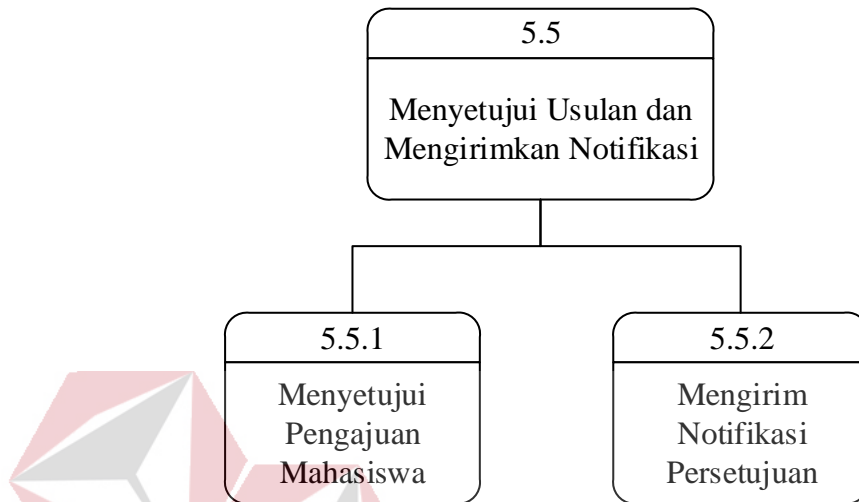 5.5
Menyetujui Usulan dan
Mengirimkan Notifikasi
5.5.1
Menyetujui
Pengajuan
Mahasiswa
5.5.2
Mengirim
Notifikasi
Persetujuan